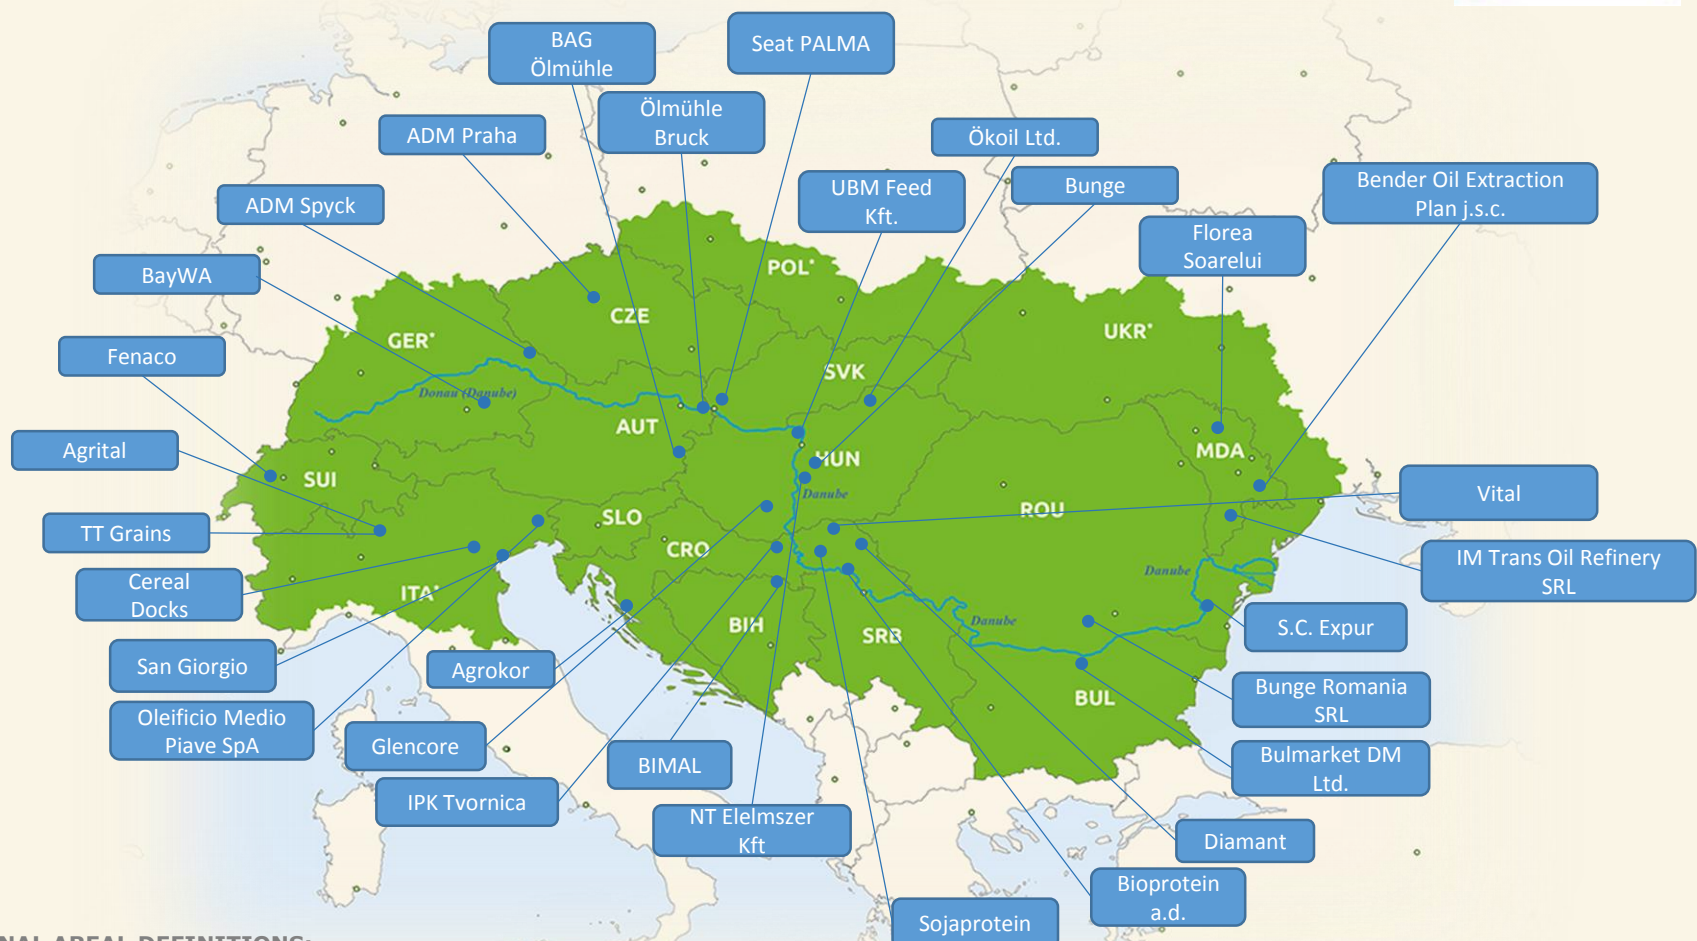 BAG
Ölmühle
Seat PALMA
Ölmühle
Bruck
ADM Praha
Ökoil Ltd.
UBM Feed
Kft.
Bunge
Bender Oil Extraction
Plan j.s.c.
ADM Spyck
Florea
Soarelui
BayWA
POL*
CZE
UKR*
GER*
Fenaco
SVK
Donau (Danube)
AUT
Agrital
MDA
HUN
SUI
Danube
Vital
ROU
SLO
TT Grains
CRO
IM Trans Oil Refinery
SRL
Danube
Cereal
Docks
ITA*
BIH
Danube
SRB
S.C. Expur
San Giorgio
Agrokor
Bunge Romania
SRL
BUL
Oleificio Medio
Piave SpA
Glencore
BIMAL
Bulmarket DM
Ltd.
IPK Tvornica
NT Elelmszer
Kft
Diamant
Bioprotein
a.d.
Sojaprotein
NAL AREAL DEFINITIONS: